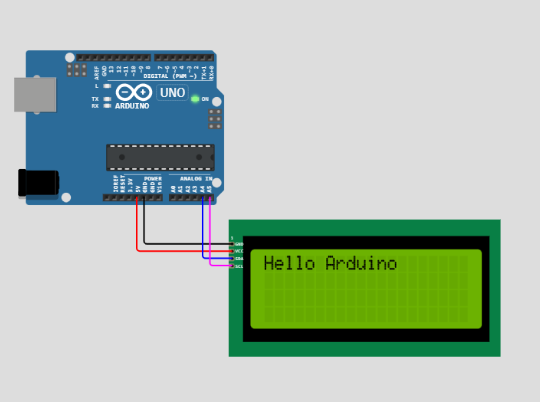 AREF
GND
13
12
~11
~10
~9
8
7
~6
~5
4
~3
2
TX→1
RX←0
DIGITAL (PWM ~)
L
TX
RX
ARDUINO
UNO
ON
IOREF
RESET
3.3V
5V
GND
GND
Vin
POWER
ANALOG IN
A0
A1
A2
A3
A4
A5
1
GND
VCC
SDA
SCL
Hello Arduino